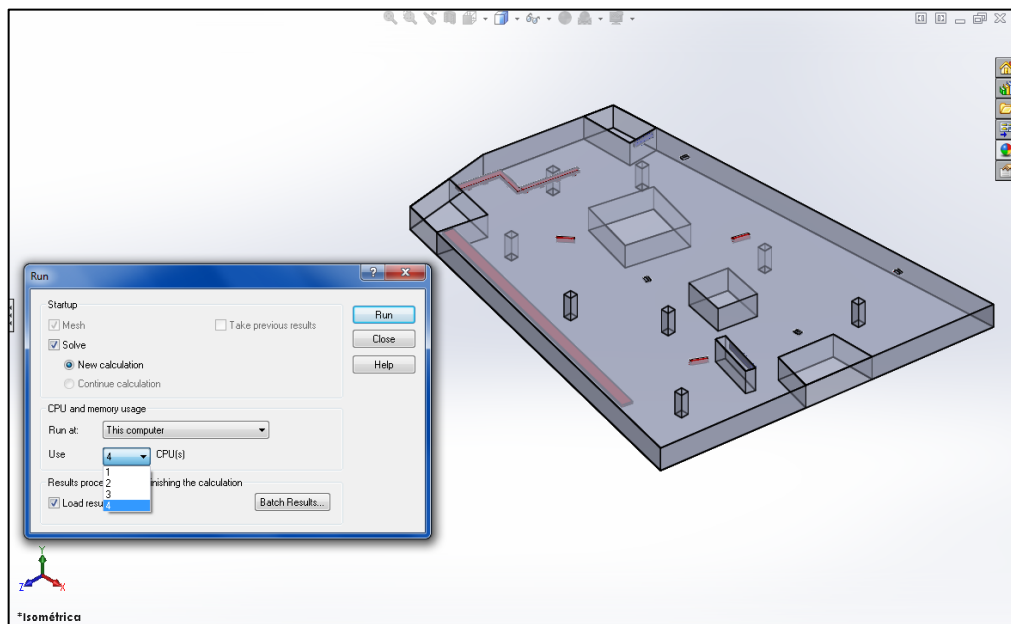 Run
?
Startup
Mesh
Take previous results
Solve
New calculation
Continue calculation
Run
Close
Help
CPU and memory usage
Run at:
This computer
Use
4
CPU(s)
1
2
3
4
Results proce
nishing the calculation
Load resu
Batch Results...
Y
Z
X
*Isométrica